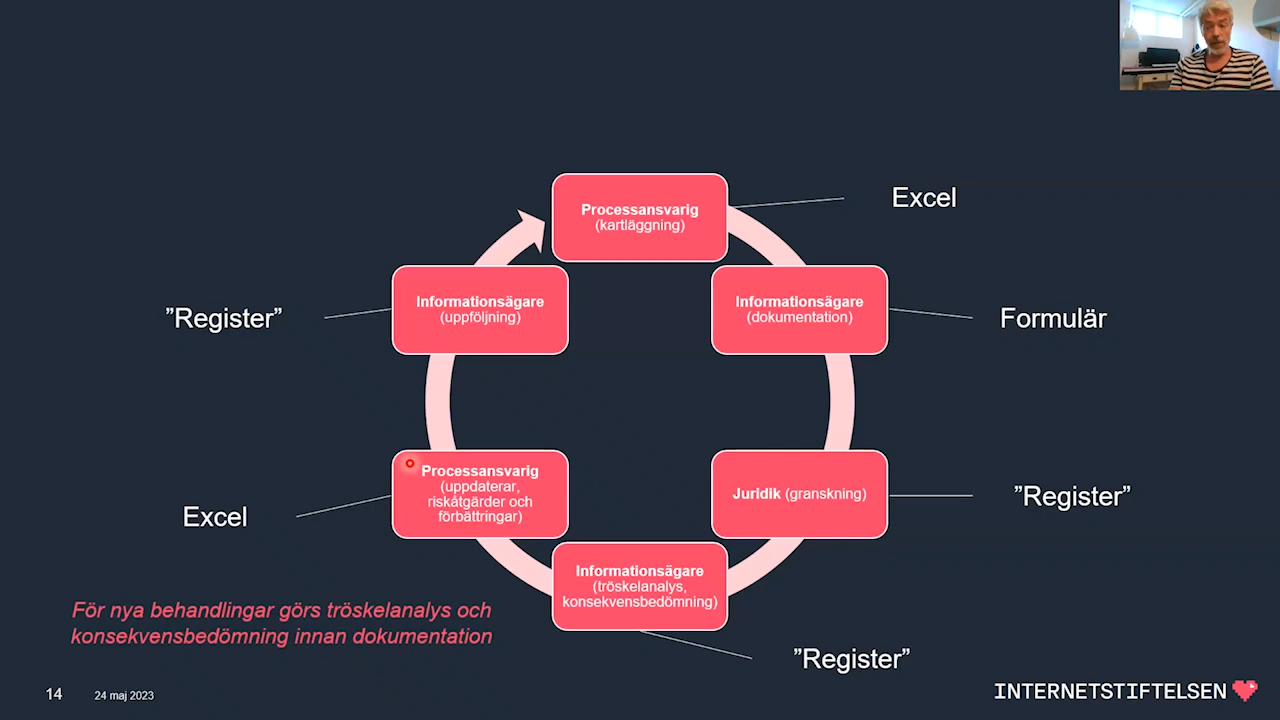 Processansvarig
(kartläggning)
Excel
Informationsägare
(uppföljning)
Informationsägare
(dokumentation)
”Register”
Formulär
Processansvarig
(uppdaterar,
riskåtgärder och
förbättringar)
Juridik (granskning)
”Register”
Excel
Informationsägare
(tröskelanalys,
konsekvensbedömning)
För nya behandlingar görs tröskelanalys och
konsekvensbedömning innan dokumentation
”Register”
14
24 maj 2023
INTERNETSTIFTELSEN